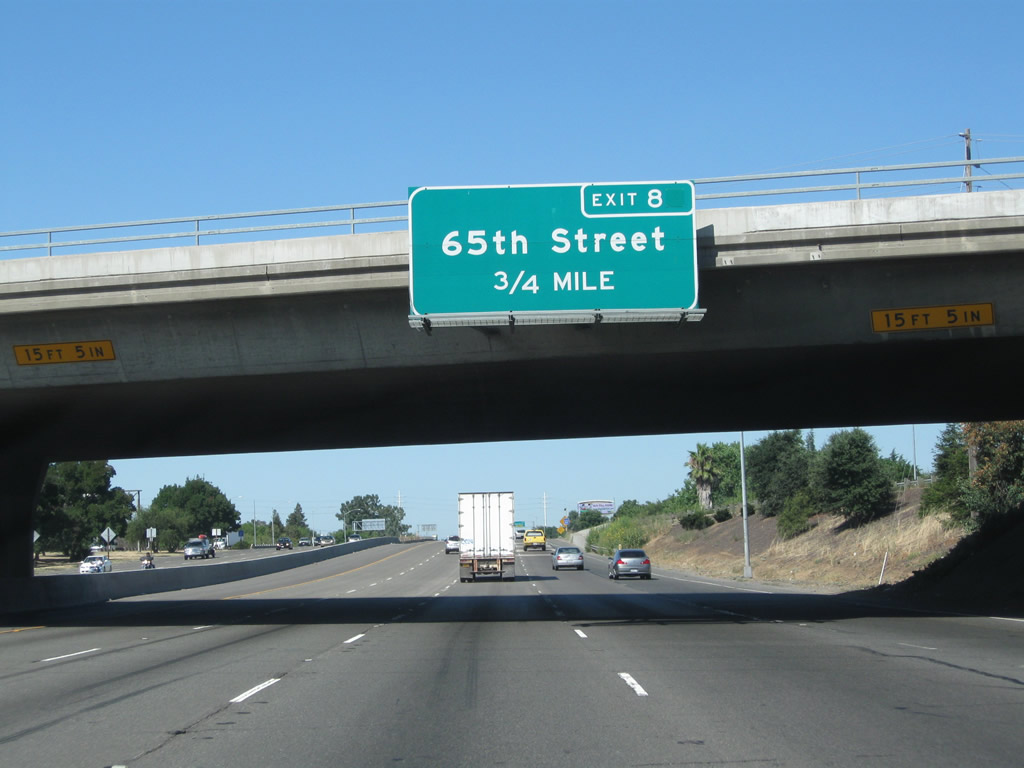 EXIT 8
65th Street
3/4 MILE
15 FT 5 IN
15 FT 5 IN